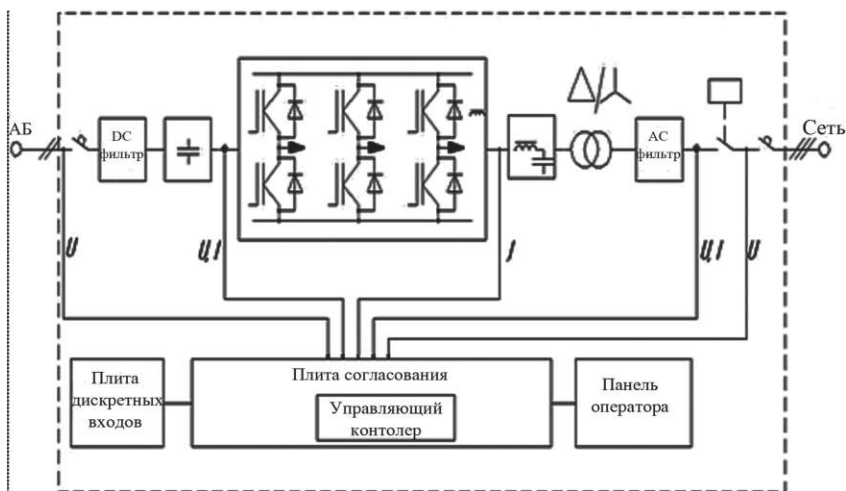 АБ
DC
фильтр
AC
фильтр
Сеть
U
U,I
I
U,I
U
Плита
дискретных
входов
Плита согласования
Управляющий
контолер
Панель
оператора